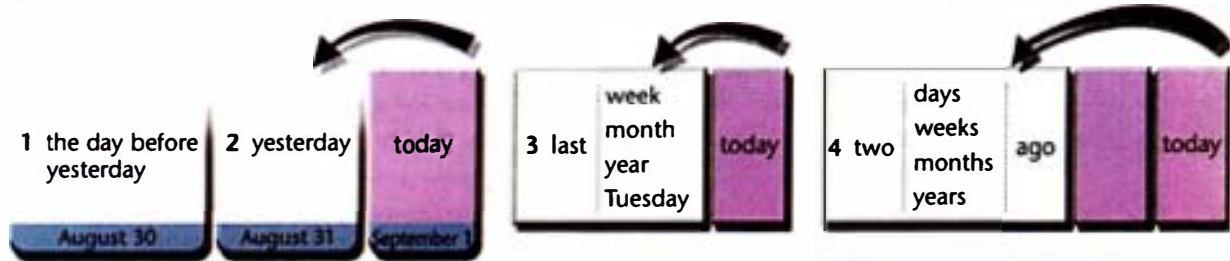 1 the day before
yesterday
2 yesterday
today
August 30
August 31
September 1
3 last
week
month
year
Tuesday
today
4 two
days
weeks
months
years
ago
today